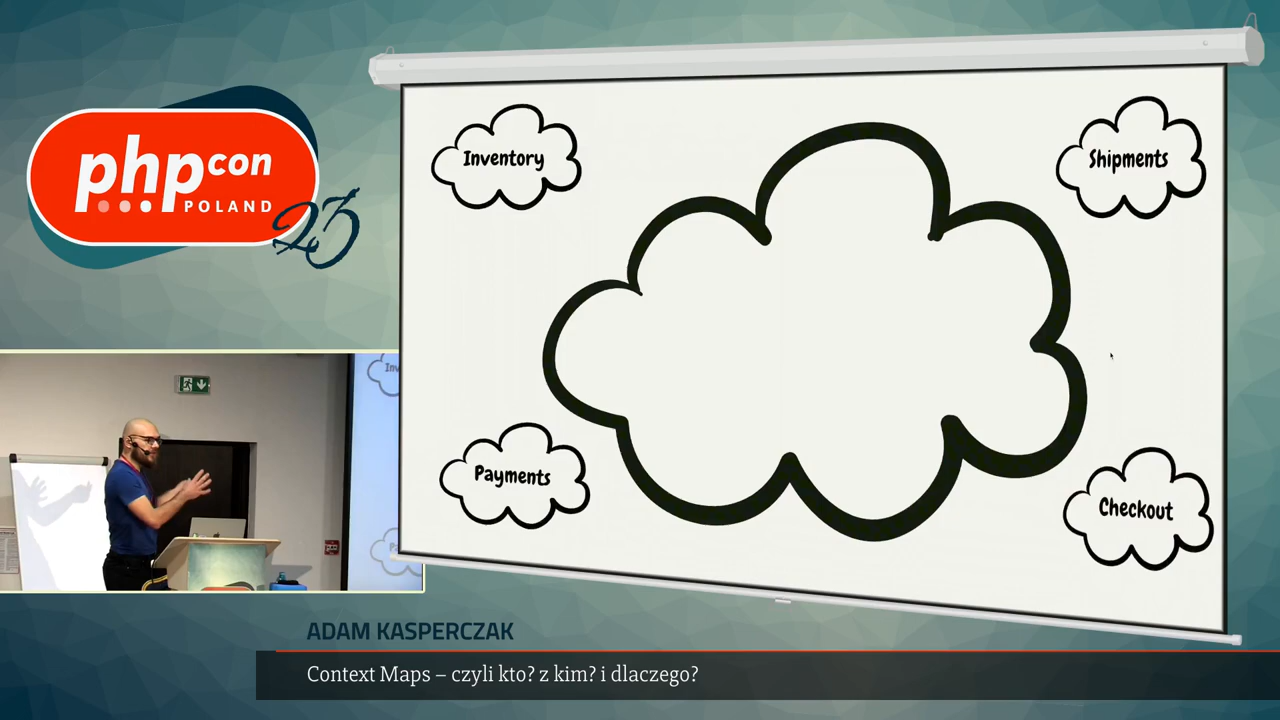 php con
POLAND
23
Inventory
Shipments
Payments
Checkout
ADAM KASPERCZAK
Context Maps – czyli kto? z kim? i dlaczego?